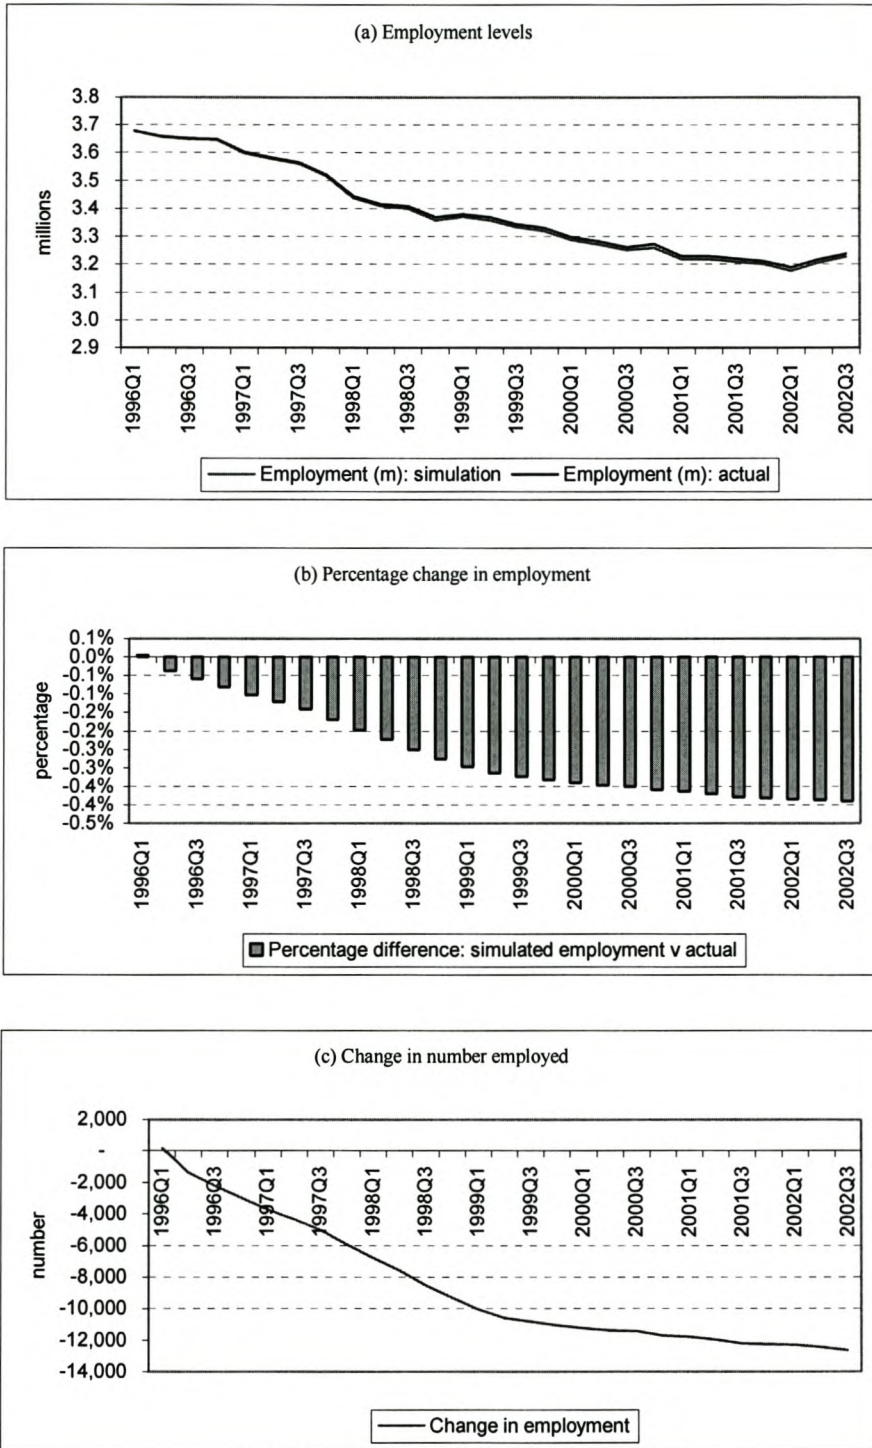 (a) Employment levels
3.8
3.7
3.6
3.5
3.4
3.3
3.2
3.1
3.0
2.9
millions
1996Q1
1996Q3
1997Q1
1997Q3
1998Q1
1998Q3
1999Q1
1999Q3
2000Q1
2000Q3
2001Q1
2001Q3
2002Q1
2002Q3
Employment (m): simulation Employment (m): actual
(b) Percentage change in employment
0.1%
0.0%
-0.1%
-0.1%
-0.2%
-0.2%
-0.3%
-0.3%
-0.4%
-0.4%
-0.5%
percentage
1996Q1
1996Q3
1997Q1
1997Q3
1998Q1
1998Q3
1999Q1
1999Q3
2000Q1
2000Q3
2001Q1
2001Q3
2002Q1
2002Q3
Percentage difference: simulated employment v actual
(c) Change in number employed
2,000
-
-2,000
-4,000
-6,000
-8,000
-10,000
-12,000
-14,000
number
1996Q1
1996Q3
1997Q1
1997Q3
1998Q1
1998Q3
1999Q1
1999Q3
2000Q1
2000Q3
2001Q1
2001Q3
2002Q1
2002Q3
Change in employment